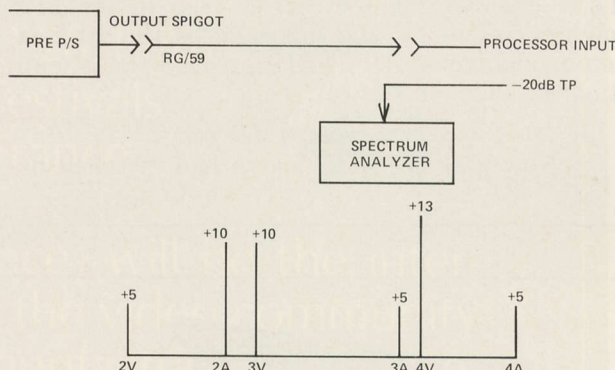 OUTPUT SPIGOT
PRE P/S
PROCESSOR INPUT
RG/59
−20dB TP
SPECTRUM
ANALYZER
+13
+10 +10
+5 +5 +5
2V 2A 3V 3A 4V 4A